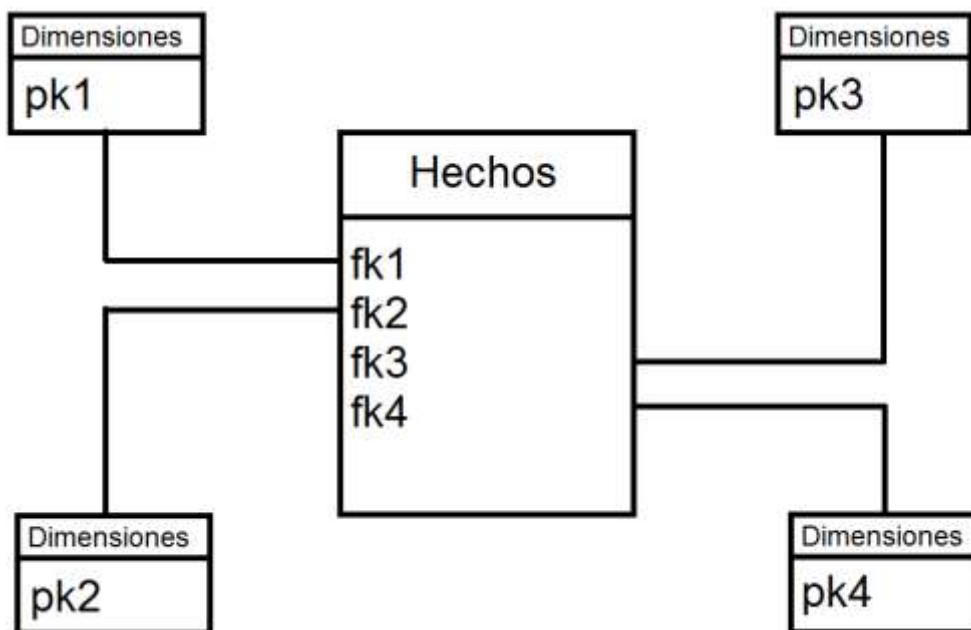 Dimensiones
pk1
Dimensiones
pk3
Hechos
fk1
fk2
fk3
fk4
Dimensiones
pk2
Dimensiones
pk4